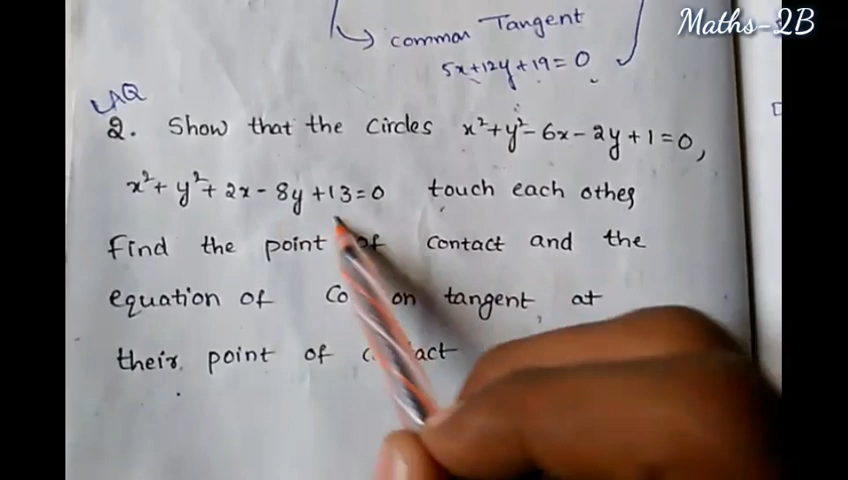 Maths-2B
common Tangent
5x+12y+19=0
LAQ
2. Show that the circles x²+y²-6x-2y+1=0,
x²+y²+2x-8y+13=0 touch each other
Find the point of contact and the
equation of on tangent at
their point of